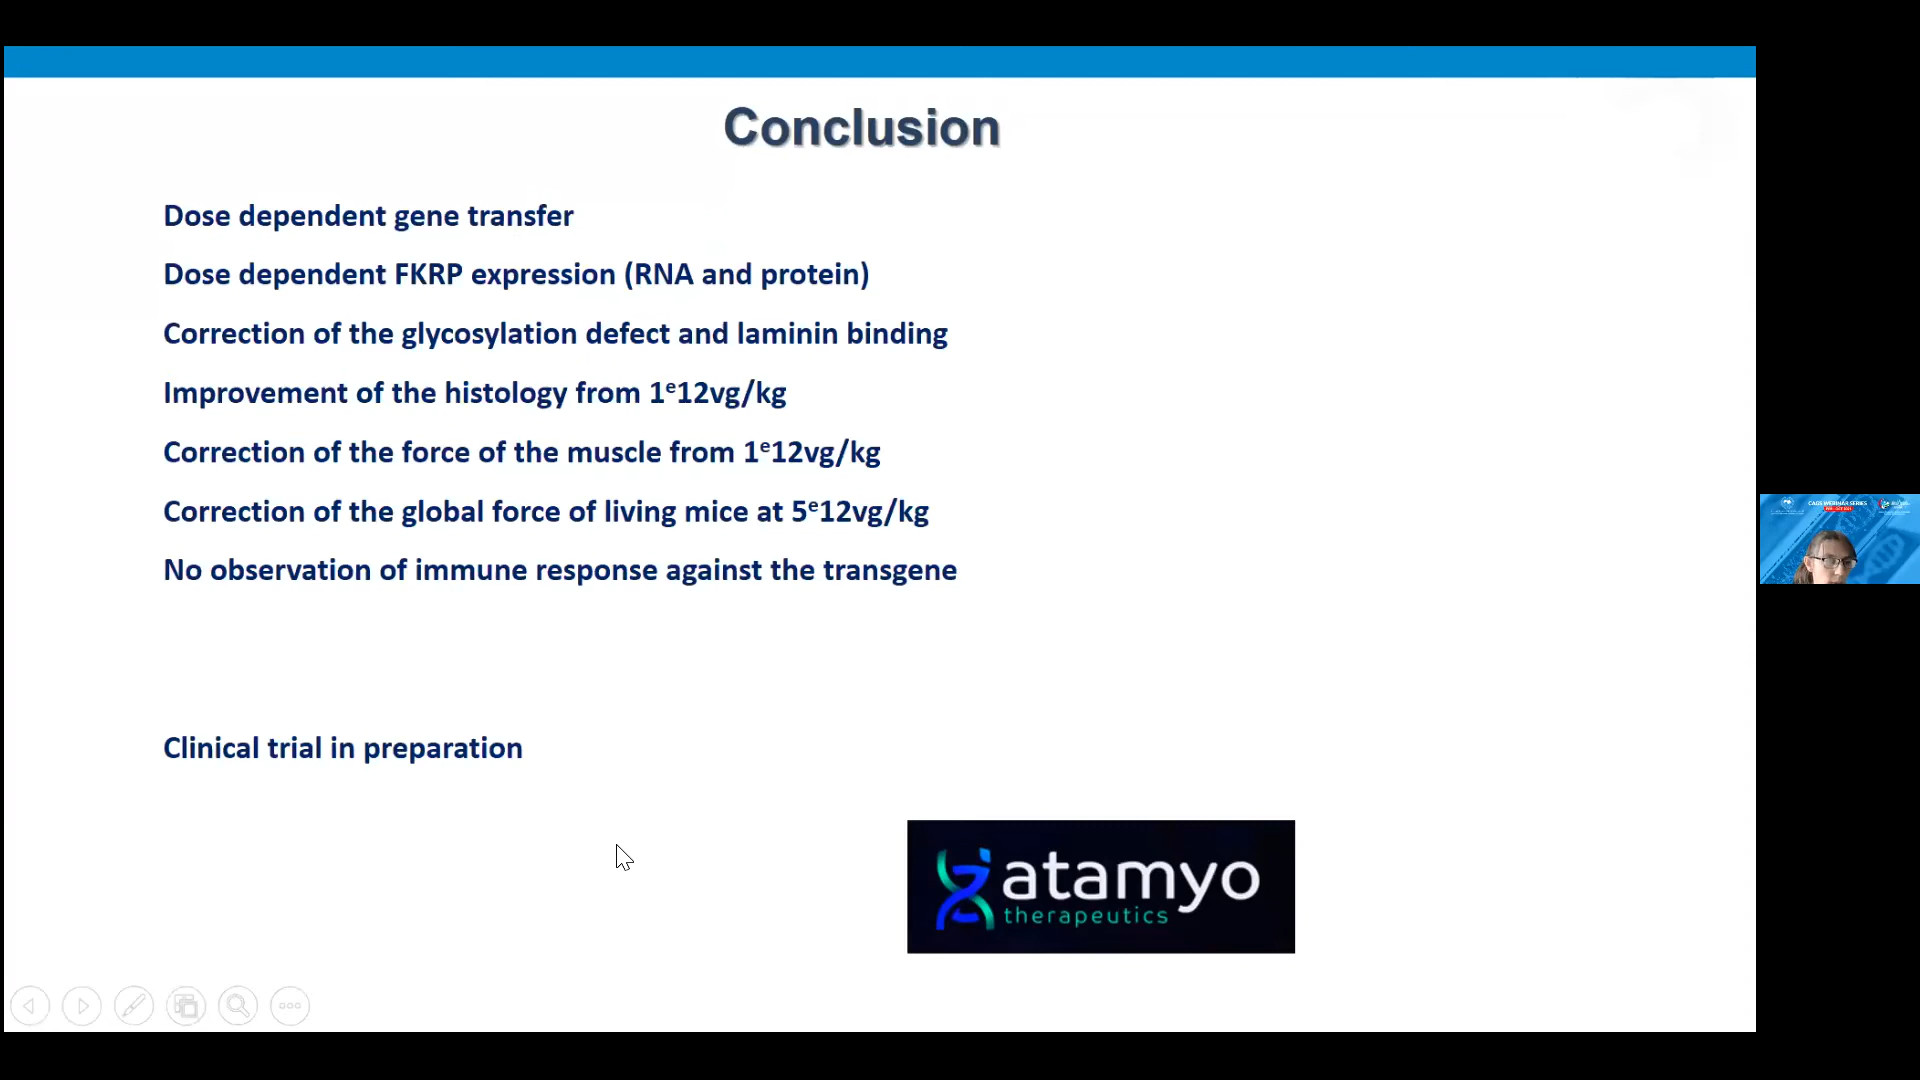 Conclusion
Dose dependent gene transfer
Dose dependent FKRP expression (RNA and protein)
Correction of the glycosylation defect and laminin binding
Improvement of the histology from 1ᵉ12vg/kg
Correction of the force of the muscle from 1ᵉ12vg/kg
Correction of the global force of living mice at 5ᵉ12vg/kg
No observation of immune response against the transgene
Clinical trial in preparation
atamyo
therapeutics
WEBINAR SERIES